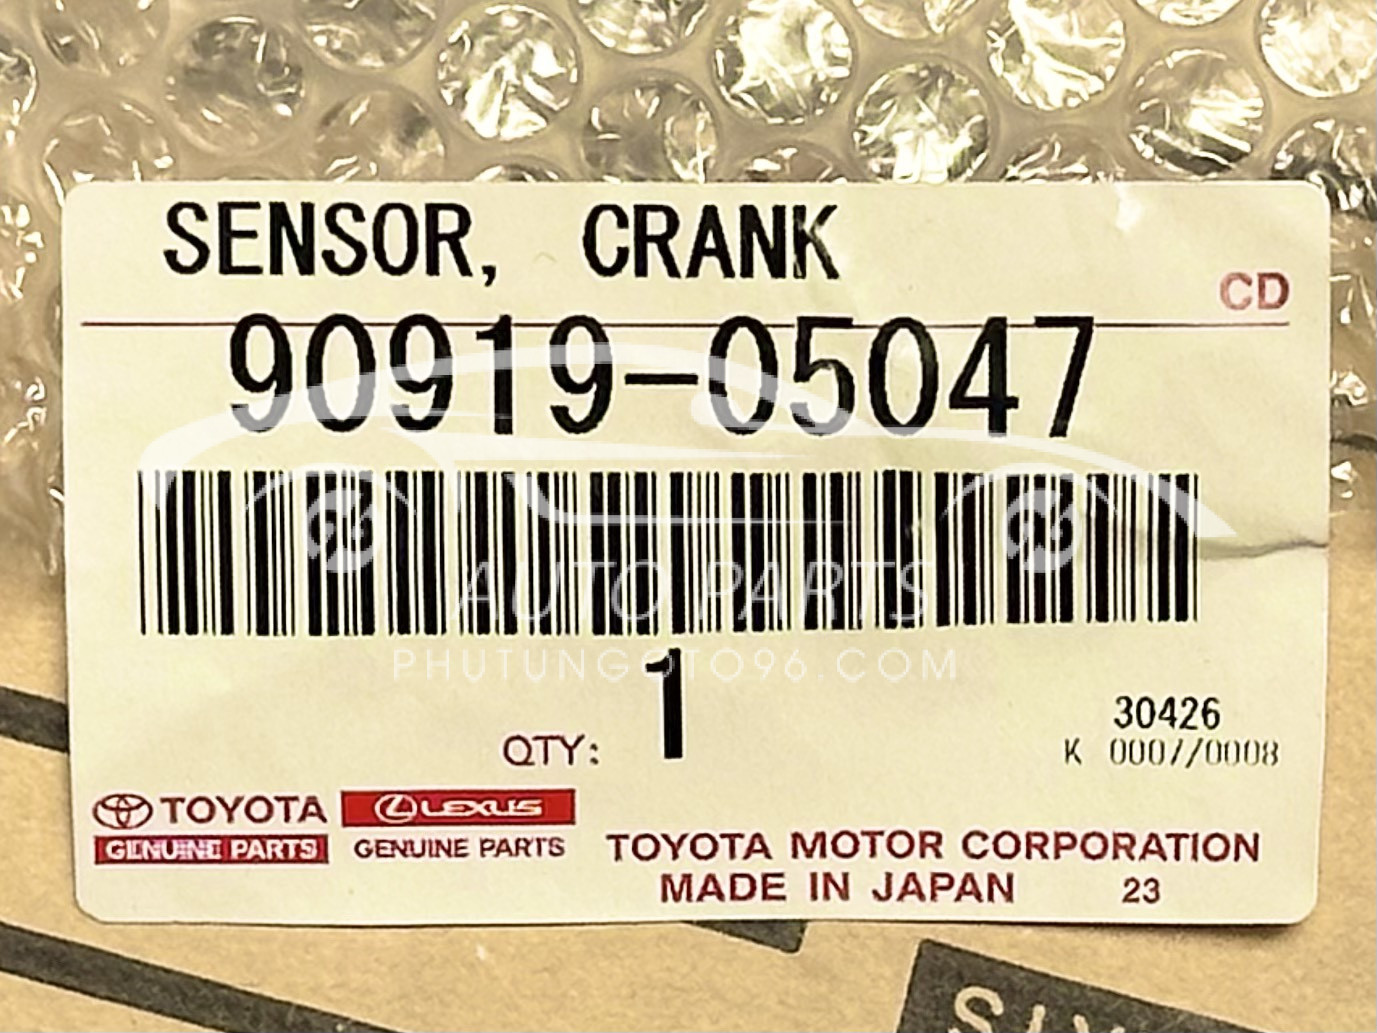 SENSOR, CRANK
CD
90919-05047
AUTO PARTS
PHUTUNGOTO96.COM
1
QTY:
30426
K 0007/0008
TOYOTA
GENUINE PARTS
LEXUS
GENUINE PARTS
TOYOTA MOTOR CORPORATION
MADE IN JAPAN 23